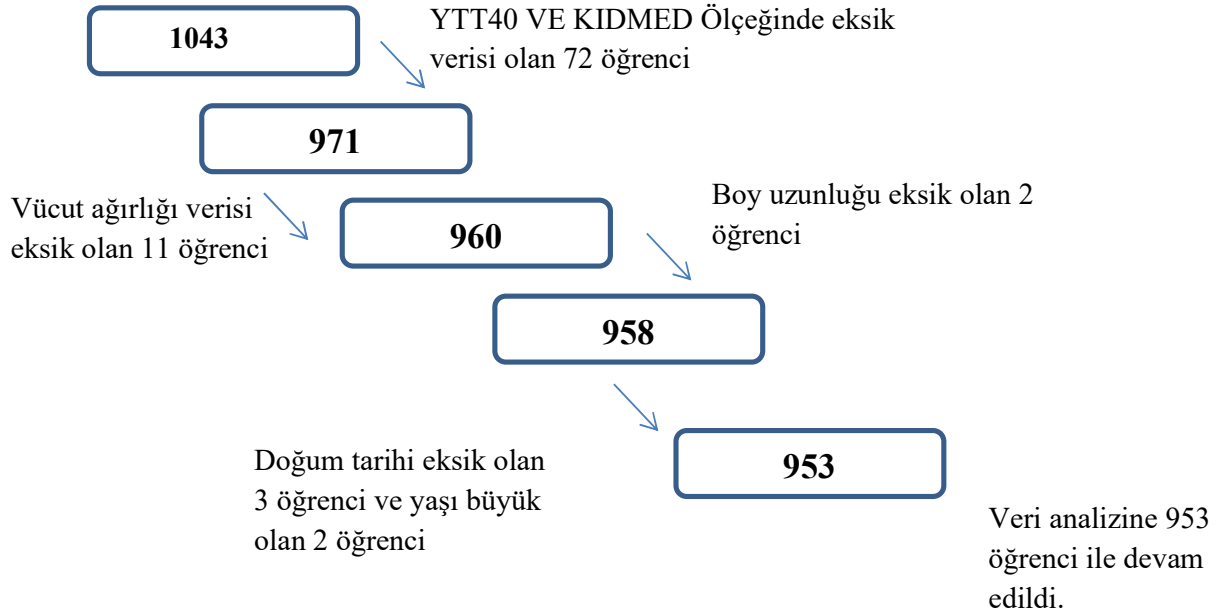 1043
YTT40 VE KIDMED Ölçeğinde eksik
verisi olan 72 öğrenci
971
Vücut ağırlığı verisi
eksik olan 11 öğrenci
960
Boy uzunluğu eksik olan 2
öğrenci
958
Doğum tarihi eksik olan
3 öğrenci ve yaşı büyük
olan 2 öğrenci
953
Veri analizine 953
öğrenci ile devam
edildi.